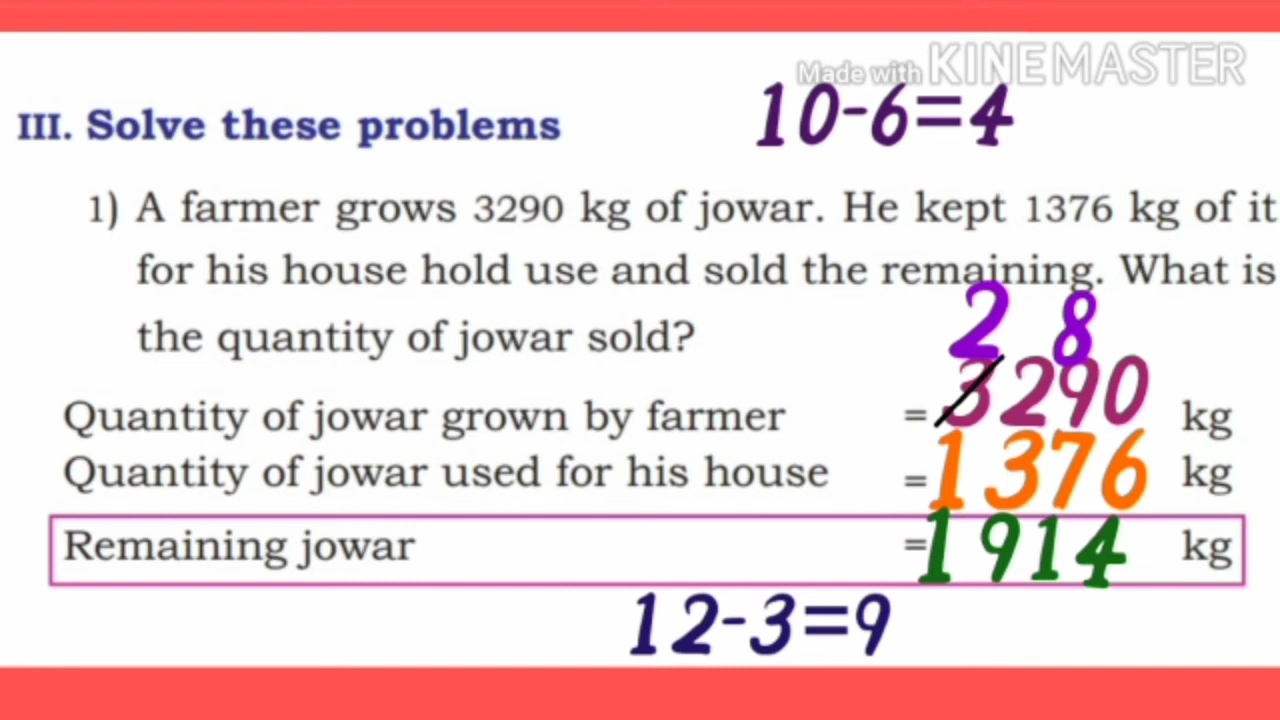 Made with KINEMASTER
10-6=4
III. Solve these problems
1) A farmer grows 3290 kg of jowar. He kept 1376 kg of it
for his house hold use and sold the remaining. What is
the quantity of jowar sold?
2 8
Quantity of jowar grown by farmer = 3290 kg
Quantity of jowar used for his house = 1376 kg
Remaining jowar = 1914 kg
12-3=9